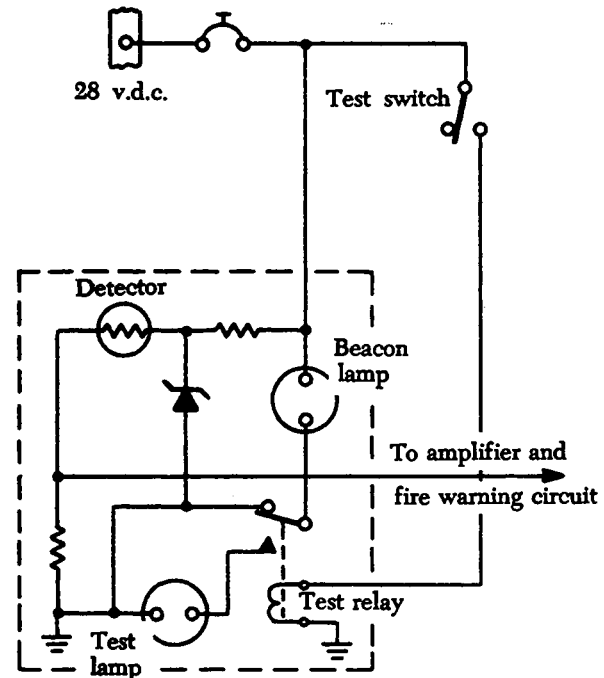 28 v.d.c.
Test switch
Detector
Beacon
lamp
To amplifier and
fire warning circuit
Test relay
Test
lamp